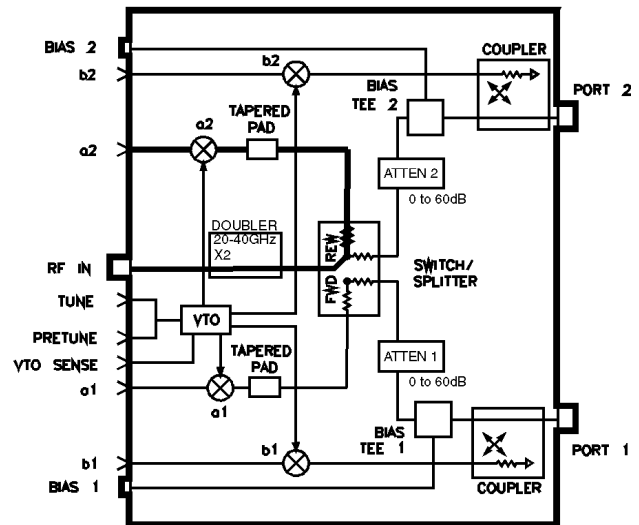 BIAS 2
b2
b2
COUPLER
BIAS
TEE 2
PORT 2
TAPERED
PAD
a2
a2
ATTEN 2
0 to 60dB
DOUBLER
20-40GHz
X2
REW
RF IN
SWITCH/
SPLITTER
FWD
TUNE
VTO
PRETUNE
TAPERED
PAD
VTO SENSE
ATTEN 1
0 to 60dB
a1
a1
BIAS
TEE 1
b1
b1
PORT 1
BIAS 1
COUPLER